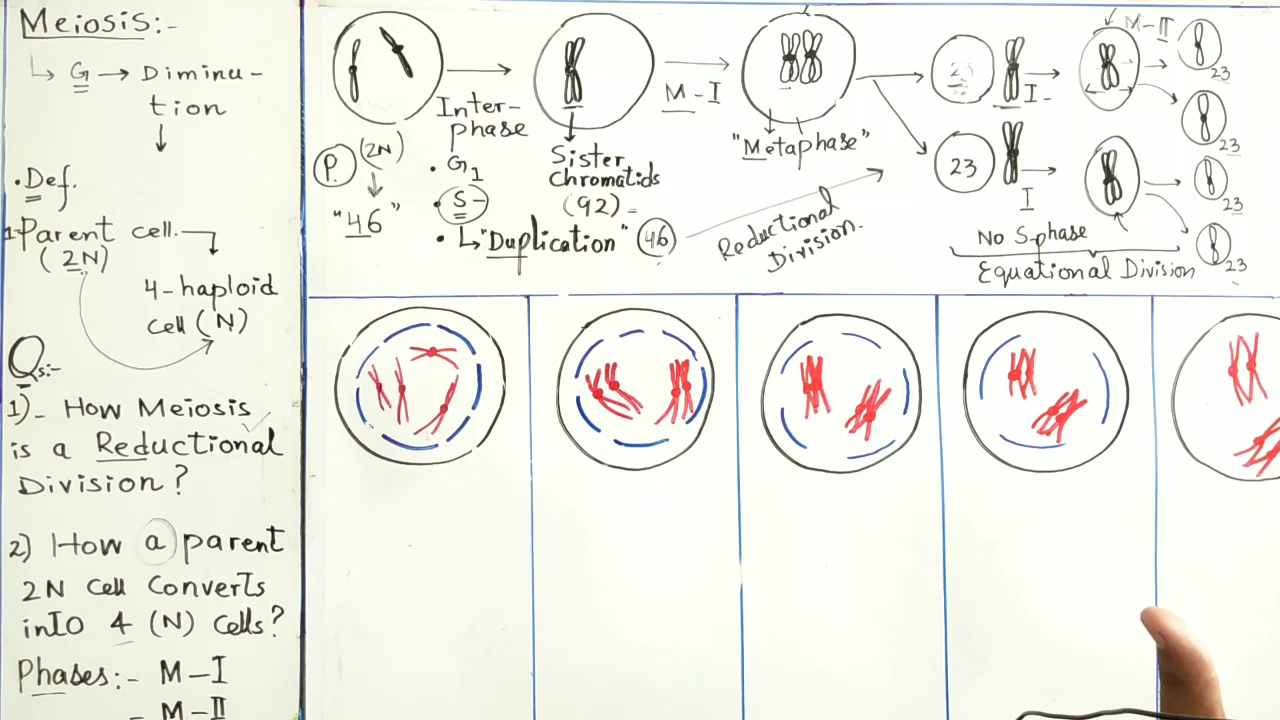 Meiosis:-
G → Diminu-
tion
• Def.
1-Parent cell.
(2N)
4-haploid
cell (N)
Qs:-
1)- How Meiosis
is a Reductional
Division?
2) How a parent
2N cell converts
into 4 (N) cells?
Phases:- M-I
- M-II
P. (2N)
"46"
Inter-
phase
• G1
• S-
• "Duplication" 46
Sister
Chromatids
(92)
M-I
"Metaphase"
Reductional
Division.
23
I-
23
I
M-II
23
23
23
23
No S-phase
Equational Division